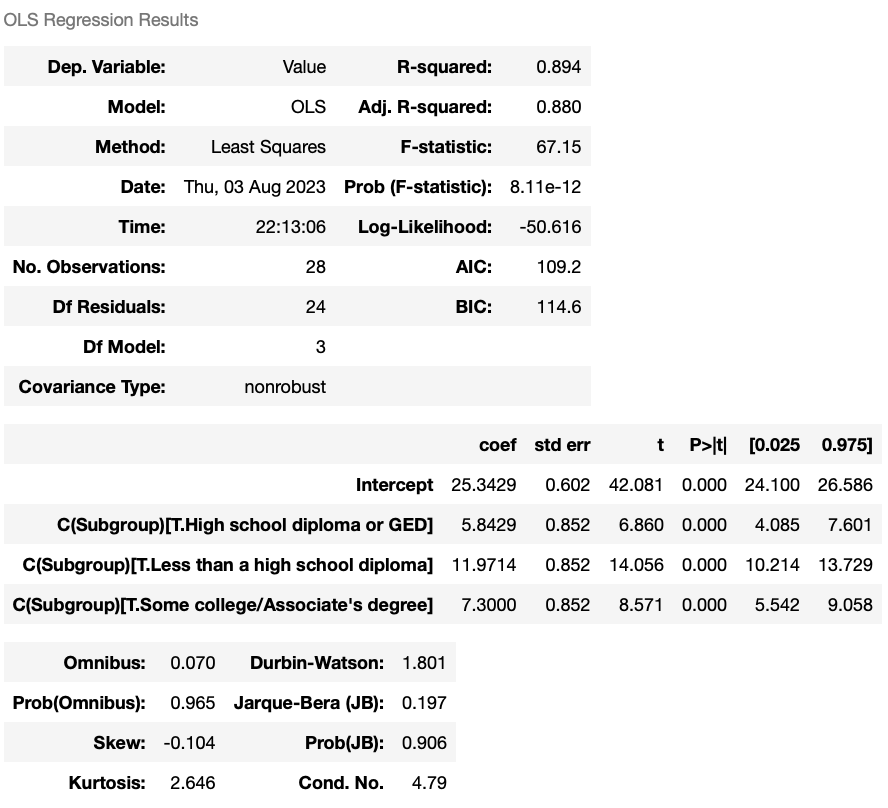 OLS Regression Results
Dep. Variable: Value R-squared: 0.894
Model: OLS Adj. R-squared: 0.880
Method: Least Squares F-statistic: 67.15
Date: Thu, 03 Aug 2023 Prob (F-statistic): 8.11e-12
Time: 22:13:06 Log-Likelihood: -50.616
No. Observations: 28 AIC: 109.2
Df Residuals: 24 BIC: 114.6
Df Model: 3
Covariance Type: nonrobust
coef std err t P>|t| [0.025 0.975]
Intercept 25.3429 0.602 42.081 0.000 24.100 26.586
C(Subgroup)[T.High school diploma or GED] 5.8429 0.852 6.860 0.000 4.085 7.601
C(Subgroup)[T.Less than a high school diploma] 11.9714 0.852 14.056 0.000 10.214 13.729
C(Subgroup)[T.Some college/Associate's degree] 7.3000 0.852 8.571 0.000 5.542 9.058
Omnibus: 0.070 Durbin-Watson: 1.801
Prob(Omnibus): 0.965 Jarque-Bera (JB): 0.197
Skew: -0.104 Prob(JB): 0.906
Kurtosis: 2.646 Cond. No. 4.79